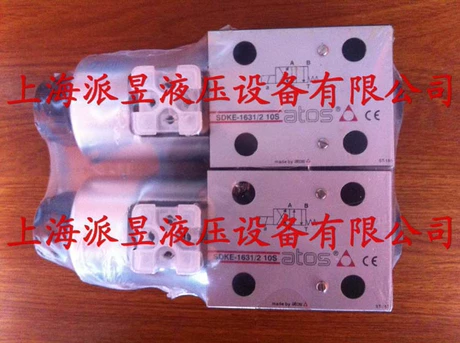 A B
上海派昱液压设备有限公司
SDKE-1631/2 10S
atos
CE
made by
A B
上海派昱液压设备有限公司
SDKE-1631/2 10S
atos
CE
made by